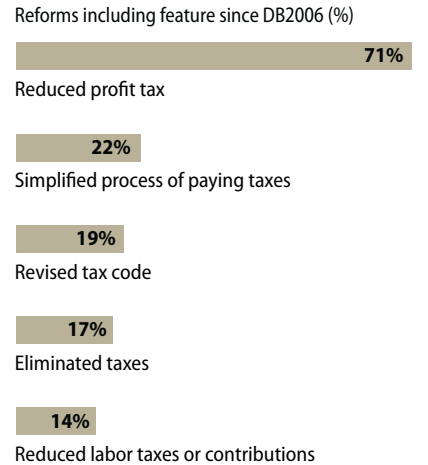 Reforms including feature since DB2006 (%)
71%
Reduced profit tax
22%
Simplified process of paying taxes
19%
Revised tax code
17%
Eliminated taxes
14%
Reduced labor taxes or contributions